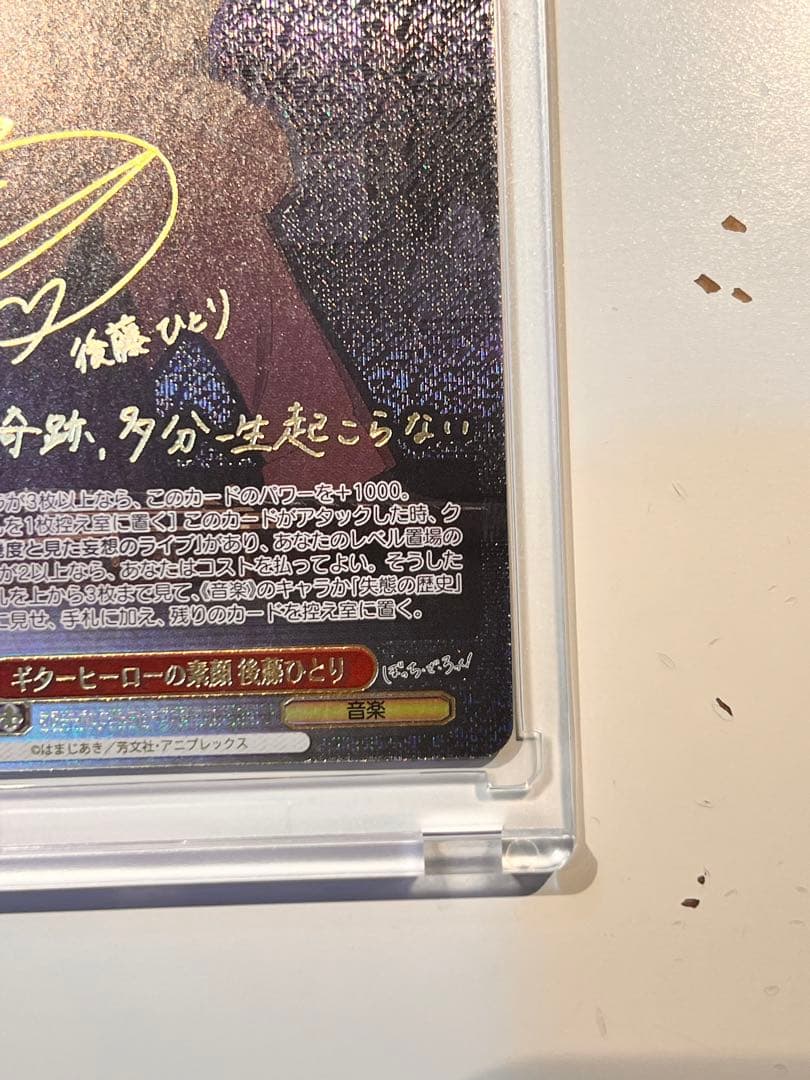 後藤ひとり
奇跡、多分一生起こらない
が3枚以上なら、このカードのパワーを＋1000。
を1枚控え室に置く］このカードがアタックした時、ク
度と見た妄想のライブ」があり、あなたのレベル置場の
が2以上なら、あなたはコストを払ってよい。そうした
を上から3枚まで見て、《音楽》のキャラか「失態の歴史」
に見せ、手札に加え、残りのカードを控え室に置く。
ギターヒーローの素顔 後藤ひとり
ぼっち・ざ・ろっく!
音楽
©はまじあき／芳文社・アニプレックス